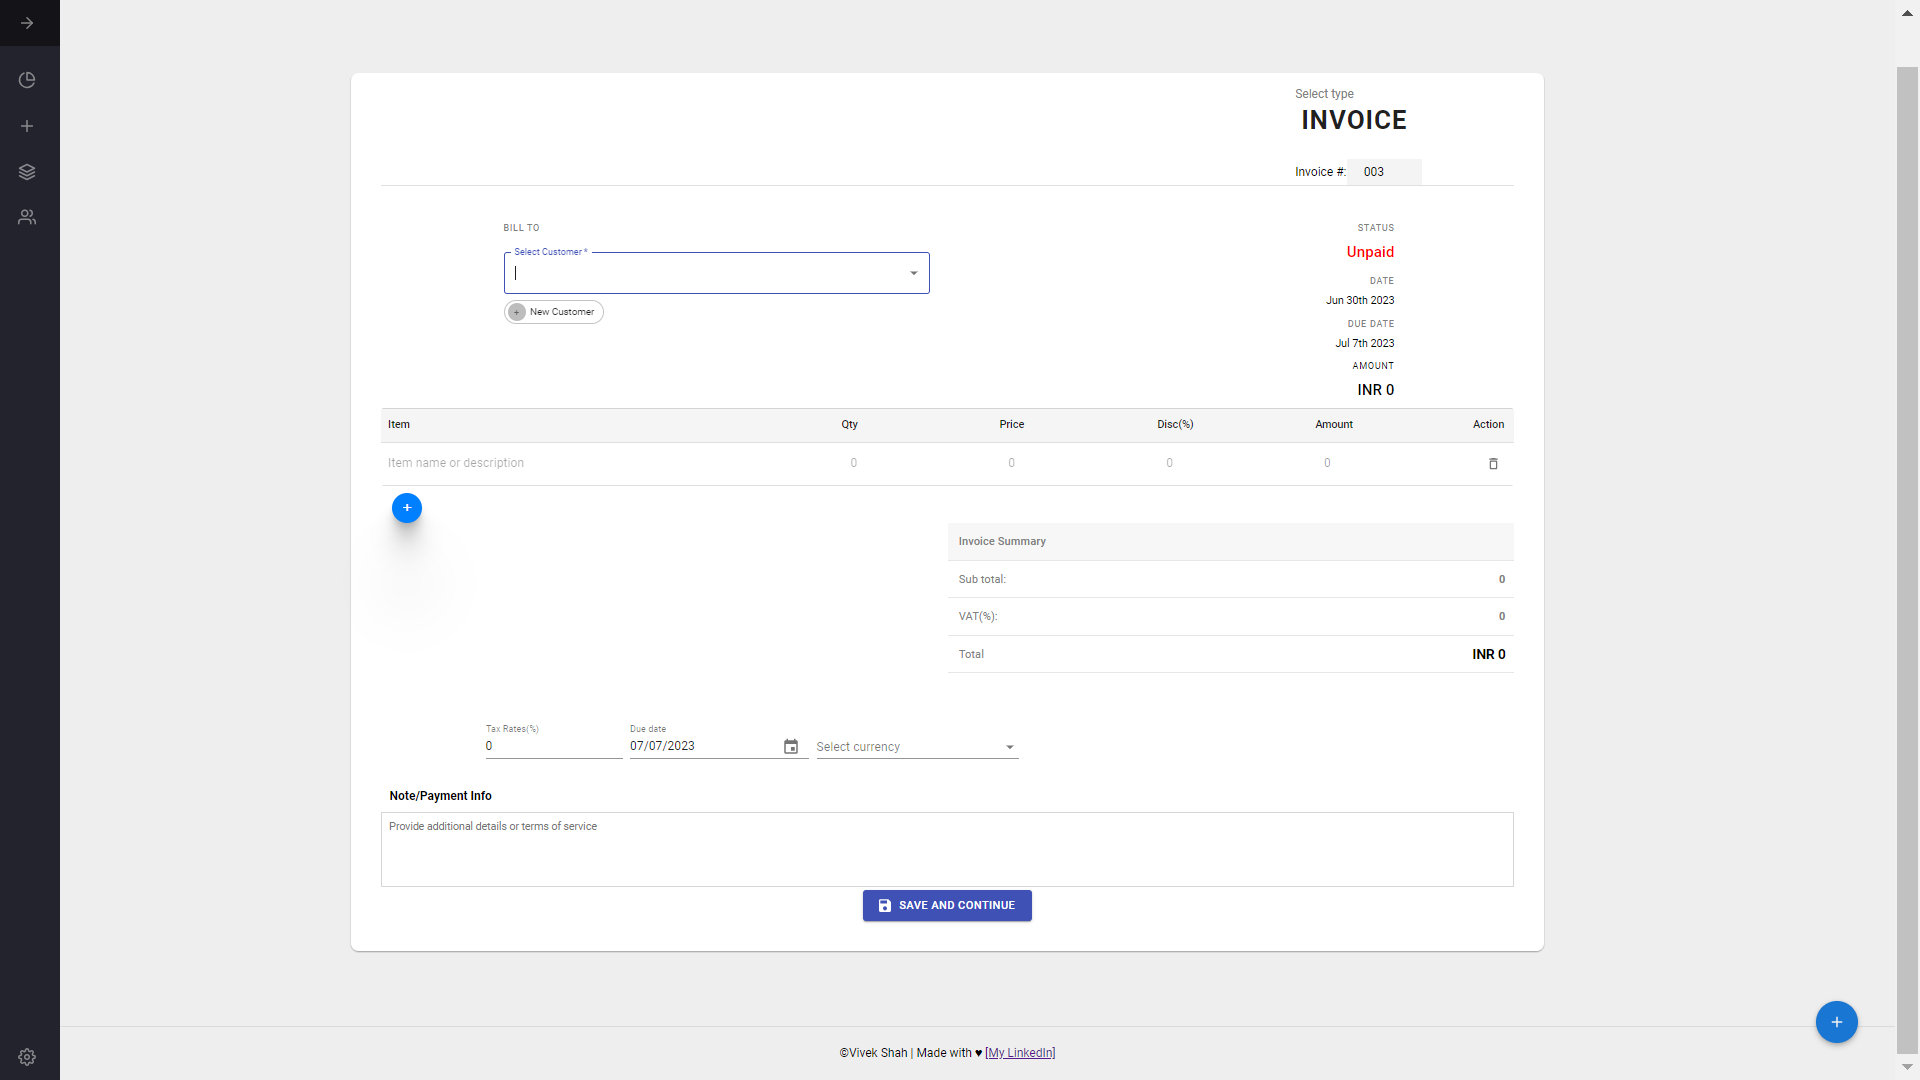 Select type
INVOICE
Invoice #: 003
BILL TO
STATUS
Select Customer *
Unpaid
DATE
New Customer
Jun 30th 2023
DUE DATE
Jul 7th 2023
AMOUNT
INR 0
Item Qty Price Disc(%) Amount Action
Item name or description 0 0 0 0
Invoice Summary
Sub total: 0
VAT(%): 0
Total INR 0
Tax Rates(%) Due date
0 07/07/2023 Select currency
Note/Payment Info
Provide additional details or terms of service
SAVE AND CONTINUE
©Vivek Shah | Made with ♥ [My LinkedIn]